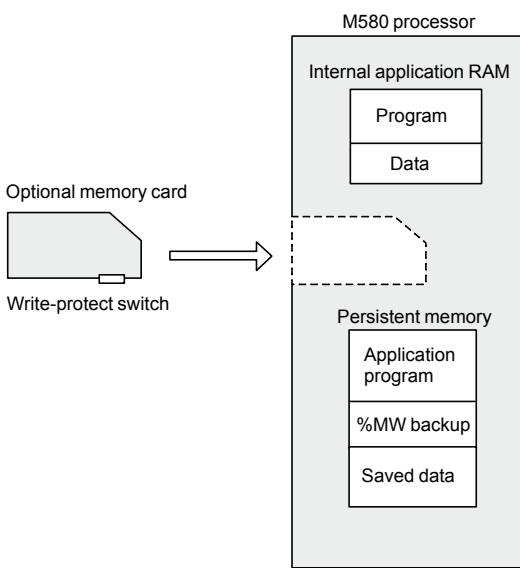 M580 processor
Internal application RAM
Program
Data
Optional memory card
Write-protect switch
Persistent memory
Application
program
%MW backup
Saved data